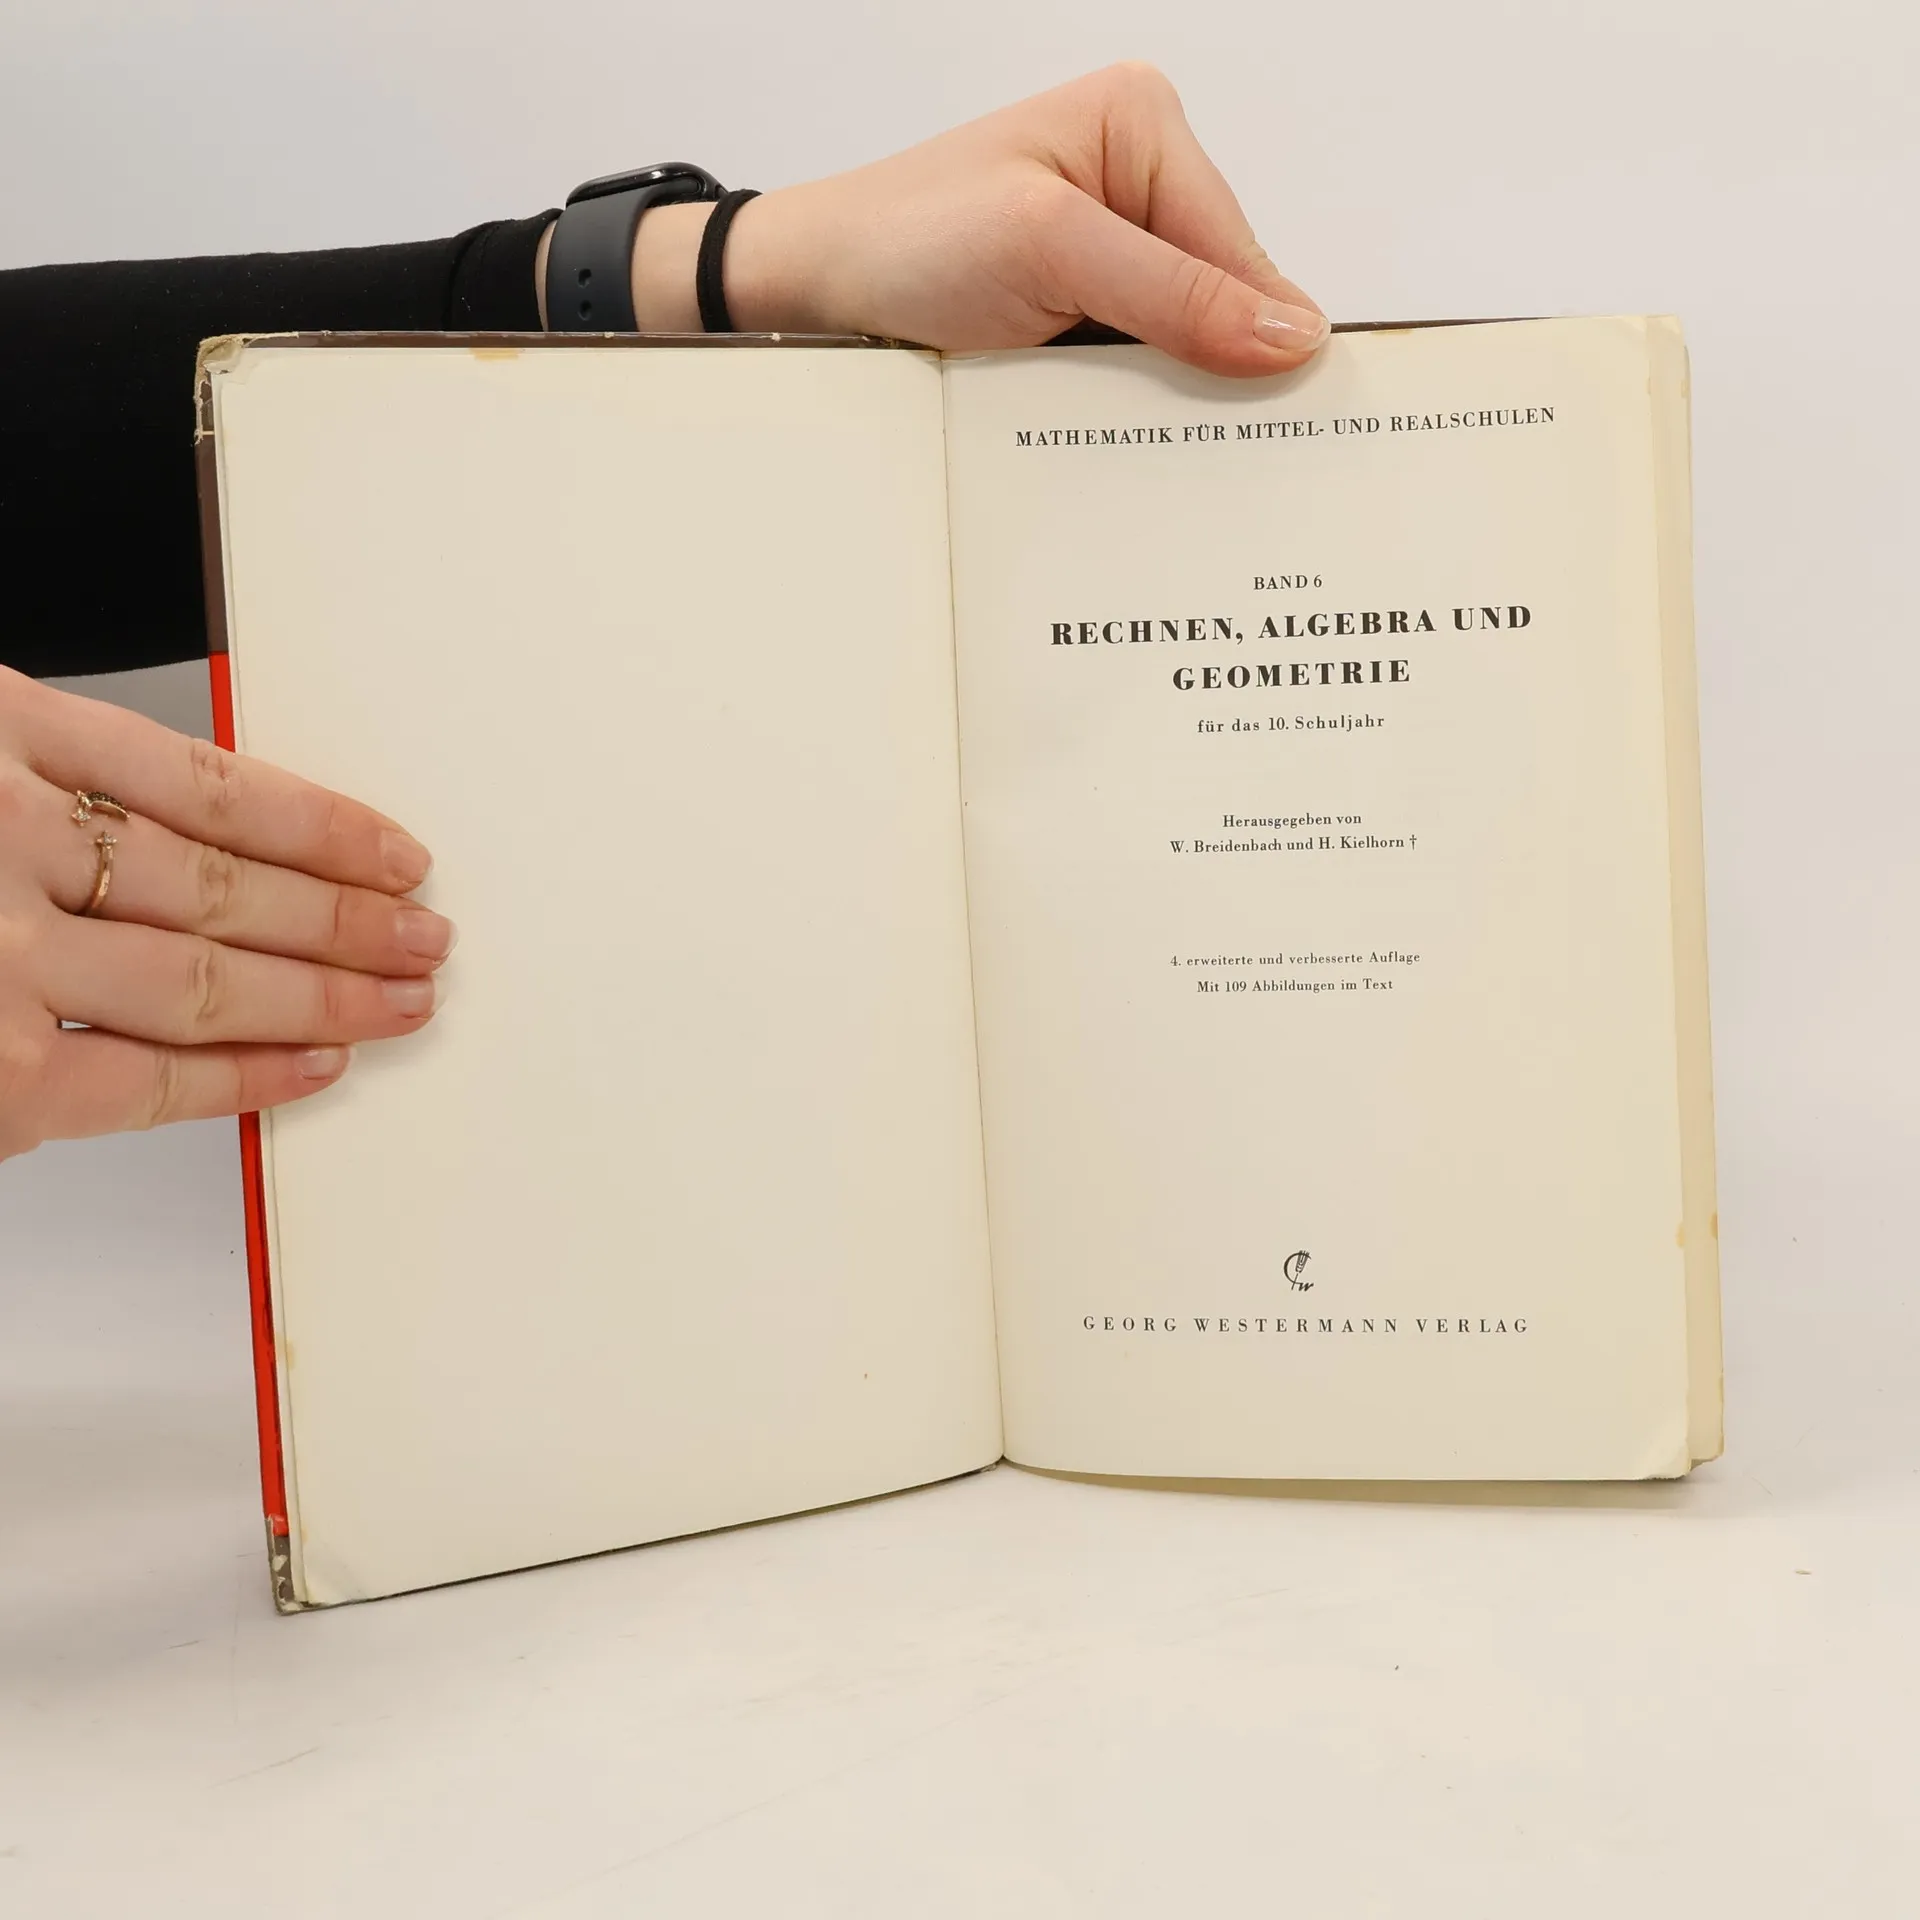 MATHEMATIK FÜR MITTEL- UND REALSCHULEN
BAND 6
RECHNEN, ALGEBRA UND
GEOMETRIE
für das 10. Schuljahr
Herausgegeben von
W. Breidenbach und H. Kielhorn †
4. erweiterte und verbesserte Auflage
Mit 109 Abbildungen im Text
GEORG WESTERMANN VERLAG